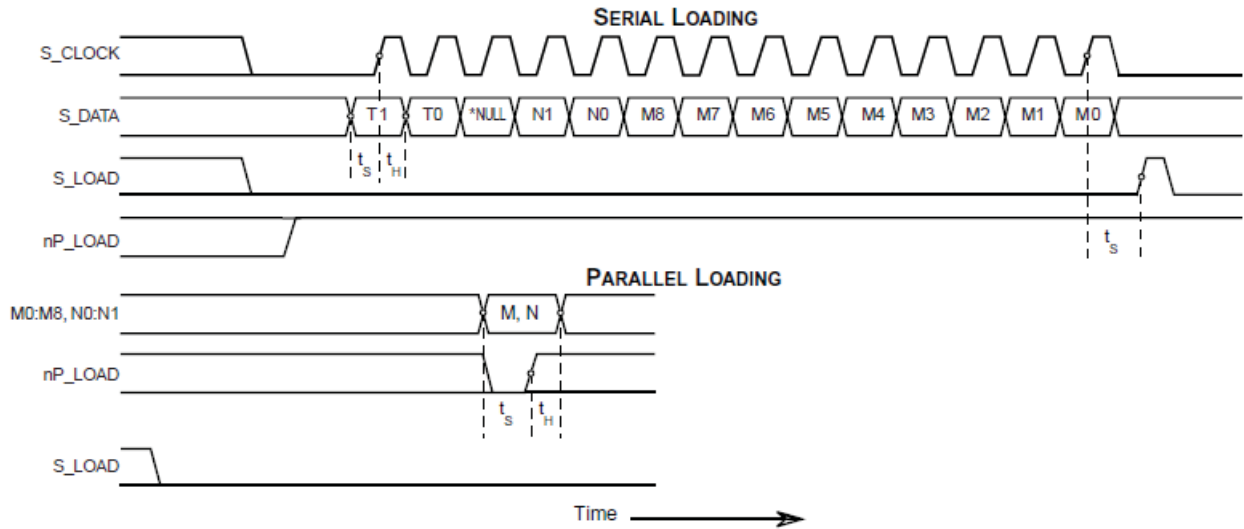 SERIAL LOADING
S_CLOCK
S_DATA T1 T0 *NULL N1 N0 M8 M7 M6 M5 M4 M3 M2 M1 M0
tS tH
S_LOAD
nP_LOAD tS
PARALLEL LOADING
M0:M8, N0:N1 M, N
nP_LOAD
tS tH
S_LOAD
Time